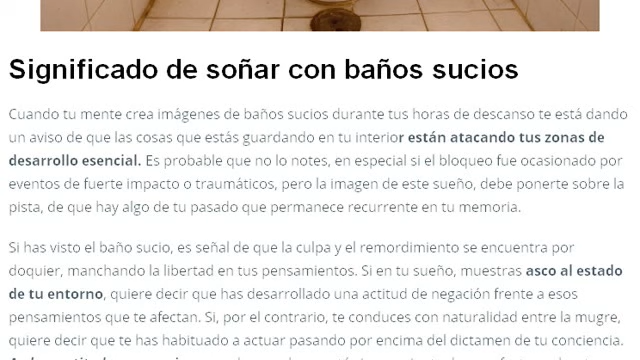 Significado de soñar con baños sucios
Cuando tu mente crea imágenes de baños sucios durante tus horas de descanso te está dando
un aviso de que las cosas que estás guardando en tu interior están atacando tus zonas de
desarrollo esencial. Es probable que no lo notes, en especial si el bloqueo fue ocasionado por
eventos de fuerte impacto o traumáticos, pero la imagen de este sueño, debe ponerte sobre la
pista, de que hay algo de tu pasado que permanece recurrente en tu memoria.
Si has visto el baño sucio, es señal de que la culpa y el remordimiento se encuentra por
doquier, manchando la libertad en tus pensamientos. Si en tu sueño, muestras asco al estado
de tu entorno, quiere decir que has desarrollado una actitud de negación frente a esos
pensamientos que te afectan. Si, por el contrario, te conduces con naturalidad entre la mugre,
quiere decir que te has habituado a actuar pasando por encima del dictamen de tu conciencia.